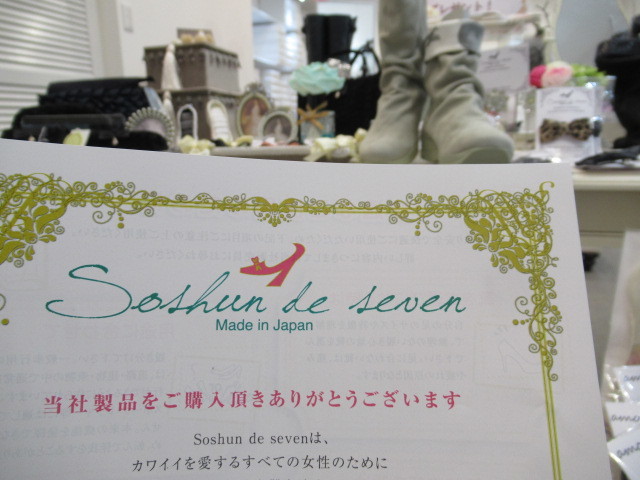 Soshun de seven
Made in Japan
当社製品をご購入頂きありがとうございます
Soshun de sevenは、
カワイイを愛するすべての女性のために